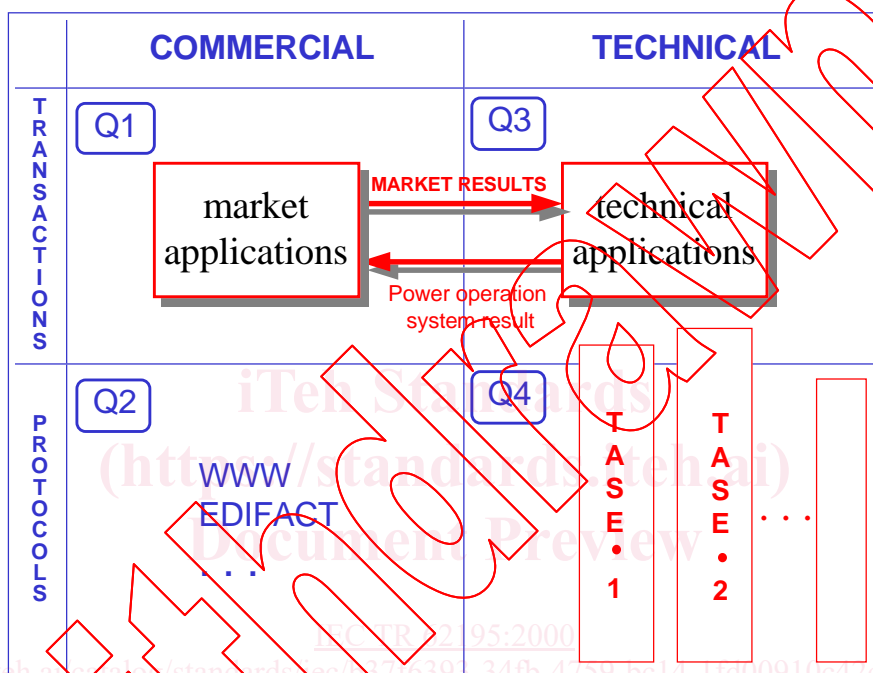 COMMERCIAL
TECHNICAL
TRANSACTIONS
Q1
Q3
market
applications
MARKET RESULTS
technical
applications
Power operation
system result
PROTOCOLS
Q2
Q4
WWW
EDIFACT
. . .
TASE•1
TASE•2
. . .
iTeh Standards
(https://standards.iteh.ai)
Document Preview
IEC TR 62195:2000